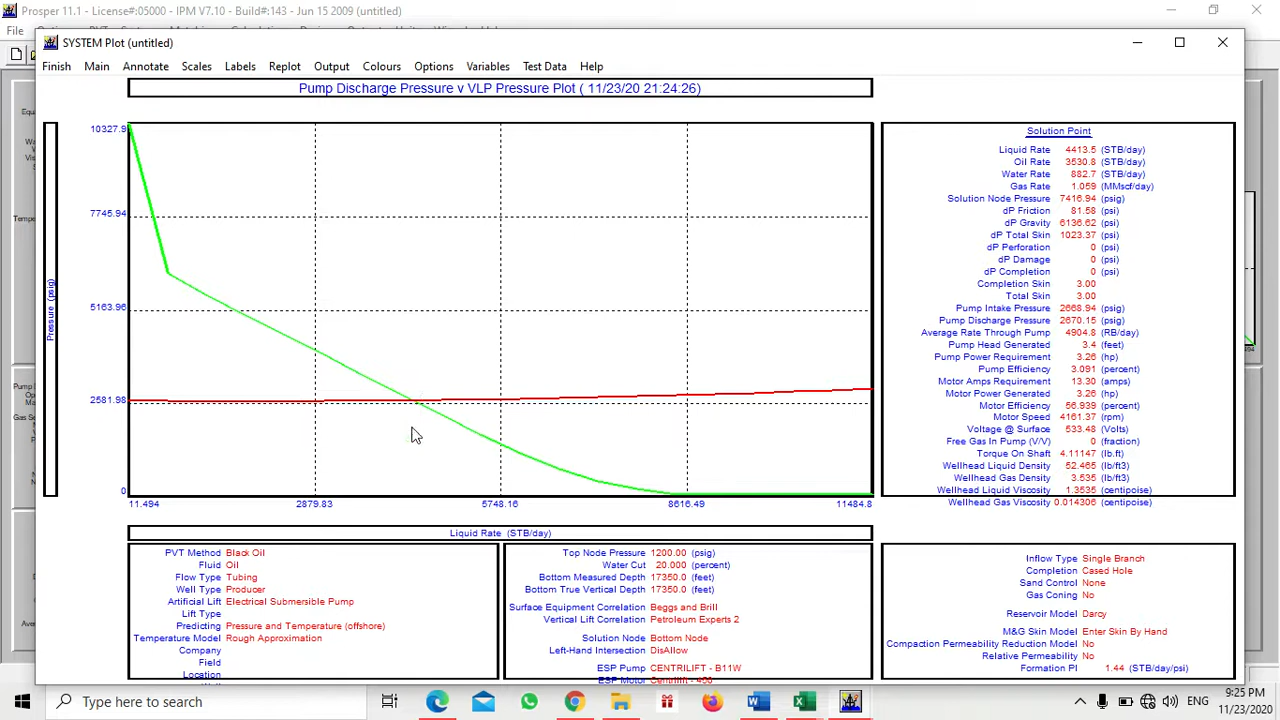 Prosper 11.1 - License#:05000 - IPM V7.10 - Build#:143 - Jun 15 2009 (untitled)
File
SYSTEM Plot (untitled)
Finish Main Annotate Scales Labels Replot Output Colours Options Variables Test Data Help
Pump Discharge Pressure v VLP Pressure Plot ( 11/23/20 21:24:26)
10327.9
7745.94
5163.96
2581.98
0
Pressure (psig)
11.494 2879.83 5748.16 8616.49 11484.8
Liquid Rate (STB/day)
Solution Point
Liquid Rate 4413.5 (STB/day)
Oil Rate 3530.8 (STB/day)
Water Rate 882.7 (STB/day)
Gas Rate 1.059 (MMscf/day)
Solution Node Pressure 7416.94 (psig)
dP Friction 81.58 (psi)
dP Gravity 6136.62 (psi)
dP Total Skin 1023.37 (psi)
dP Perforation 0 (psi)
dP Damage 0 (psi)
dP Completion 0 (psi)
Completion Skin 3.00
Total Skin 3.00
Pump Intake Pressure 2668.94 (psig)
Pump Discharge Pressure 2670.15 (psig)
Average Rate Through Pump 4904.8 (RB/day)
Pump Head Generated 3.4 (feet)
Pump Power Requirement 3.26 (hp)
Pump Efficiency 3.091 (percent)
Motor Amps Requirement 13.30 (amps)
Motor Power Generated 3.26 (hp)
Motor Efficiency 56.939 (percent)
Motor Speed 4161.37 (rpm)
Voltage @ Surface 533.48 (Volts)
Free Gas In Pump (V/V) 0 (fraction)
Torque On Shaft 4.11147 (lb.ft)
Wellhead Liquid Density 52.465 (lb/ft3)
Wellhead Gas Density 3.535 (lb/ft3)
Wellhead Liquid Viscosity 1.3535 (centipoise)
Wellhead Gas Viscosity 0.014306 (centipoise)
PVT Method Black Oil
Fluid Oil
Flow Type Tubing
Well Type Producer
Artificial Lift Electrical Submersible Pump
Lift Type
Predicting Pressure and Temperature (offshore)
Temperature Model Rough Approximation
Company
Field
Location
Top Node Pressure 1200.00 (psig)
Water Cut 20.000 (percent)
Bottom Measured Depth 17350.0 (feet)
Bottom True Vertical Depth 17350.0 (feet)
Surface Equipment Correlation Beggs and Brill
Vertical Lift Correlation Petroleum Experts 2
Solution Node Bottom Node
Left-Hand Intersection DisAllow
ESP Pump CENTRILIFT - B11W
ESP Motor Centrilift - 450
Inflow Type Single Branch
Completion Cased Hole
Sand Control None
Gas Coning No
Reservoir Model Darcy
M&G Skin Model Enter Skin By Hand
Compaction Permeability Reduction Model No
Relative Permeability No
Formation PI 1.44 (STB/day/psi)
Type here to search
ENG
9:25 PM
11/23/2020